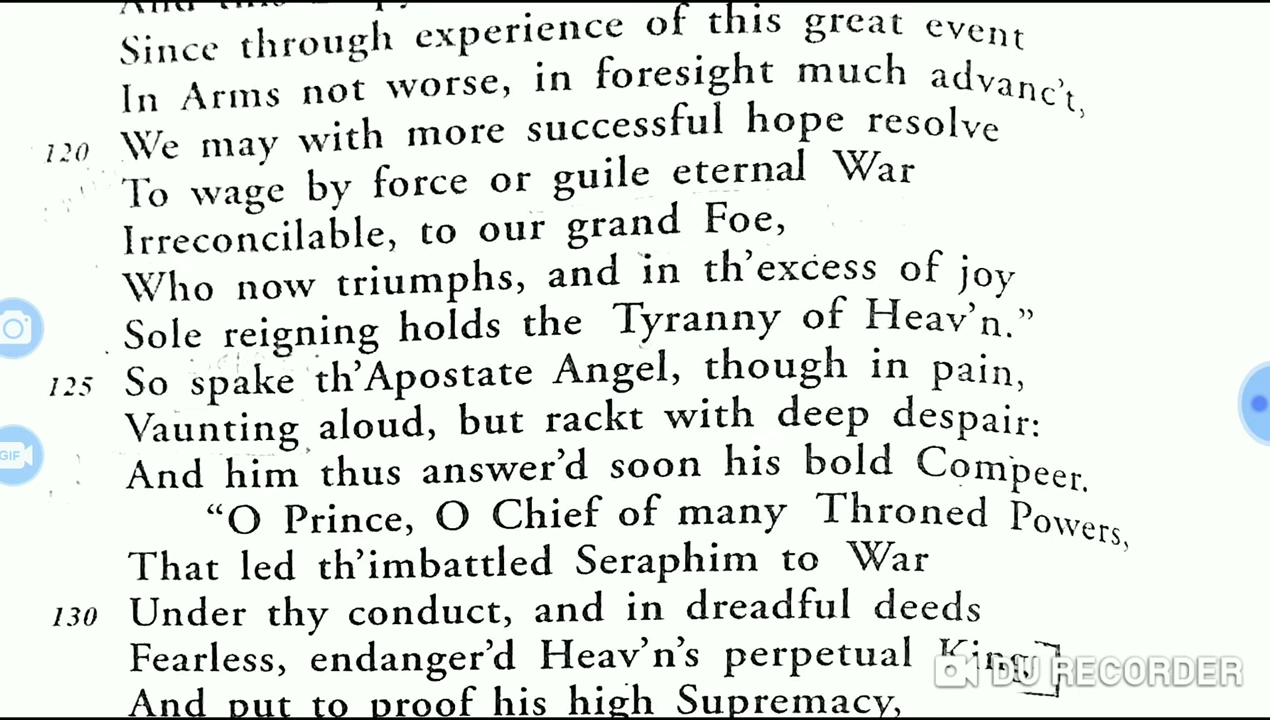 Since through experience of this great event
In Arms not worse, in foresight much advanc't,
120 We may with more successful hope resolve
To wage by force or guile eternal War
Irreconcilable, to our grand Foe,
Who now triumphs, and in th'excess of joy
Sole reigning holds the Tyranny of Heav'n.”
125 So spake th'Apostate Angel, though in pain,
Vaunting aloud, but rackt with deep despair:
And him thus answer'd soon his bold Compeer.
“O Prince, O Chief of many Throned Powers,
That led th'imbattled Seraphim to War
130 Under thy conduct, and in dreadful deeds
Fearless, endanger'd Heav'n's perpetual King
And put to proof his high Supremacy,
GIF
DU RECORDER